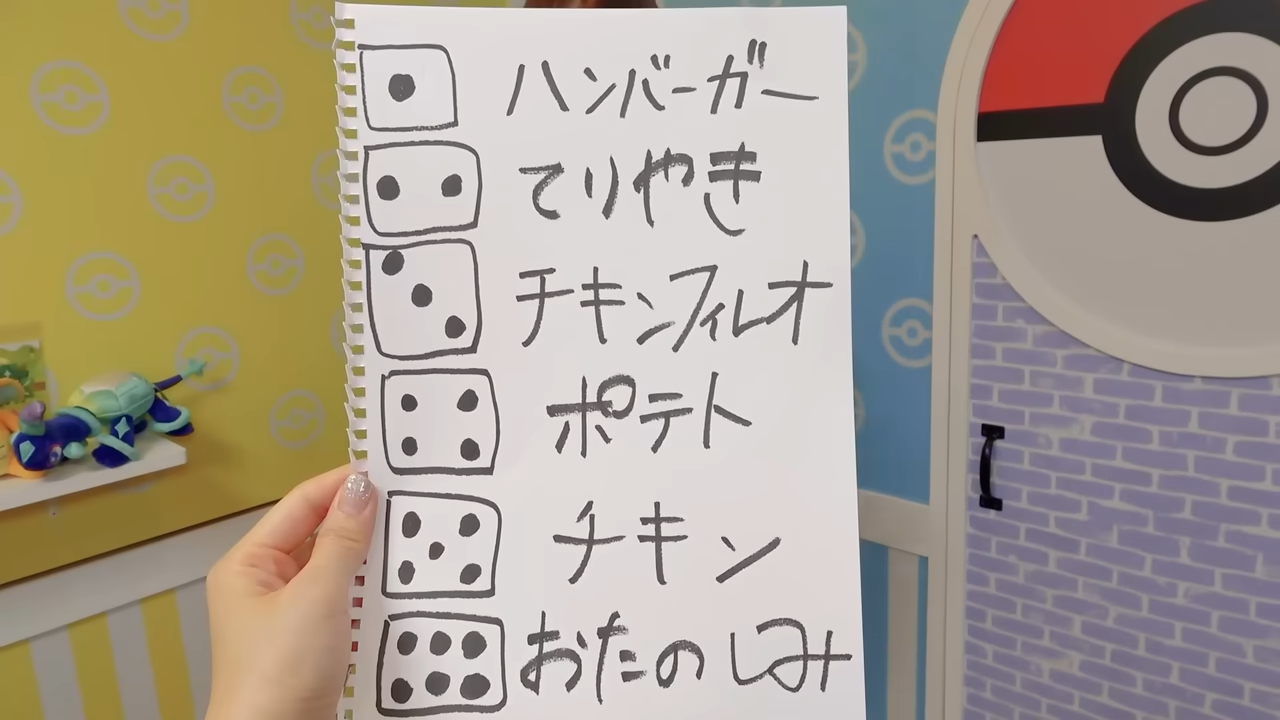 ハンバーガー
てりやき
チキンフィレオ
ポテト
チキン
おたのしみ